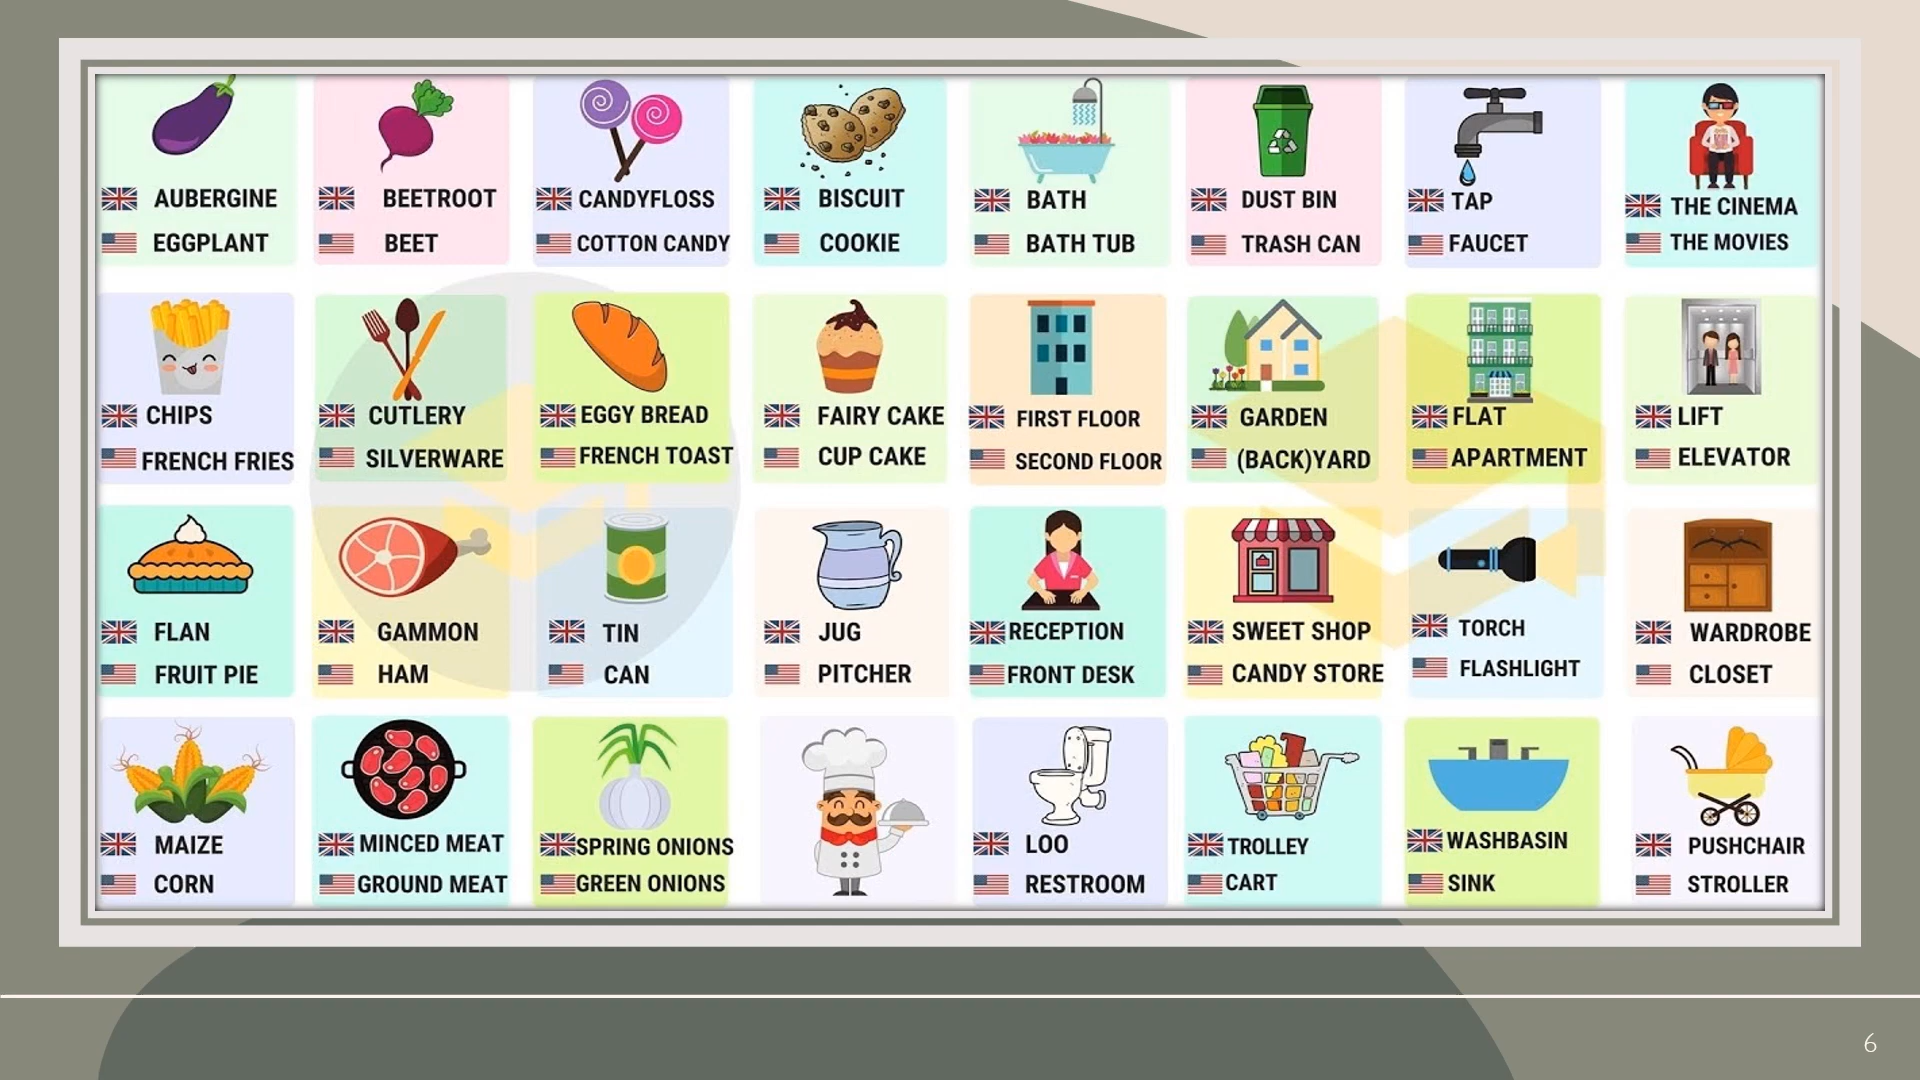 AUBERGINE
EGGPLANT
BEETROOT
BEET
CANDYFLOSS
COTTON CANDY
BISCUIT
COOKIE
BATH
BATH TUB
DUST BIN
TRASH CAN
TAP
FAUCET
THE CINEMA
THE MOVIES
CHIPS
FRENCH FRIES
CUTLERY
SILVERWARE
EGGY BREAD
FRENCH TOAST
FAIRY CAKE
CUP CAKE
FIRST FLOOR
SECOND FLOOR
GARDEN
(BACK)YARD
FLAT
APARTMENT
LIFT
ELEVATOR
FLAN
FRUIT PIE
GAMMON
HAM
TIN
CAN
JUG
PITCHER
RECEPTION
FRONT DESK
SWEET SHOP
CANDY STORE
TORCH
FLASHLIGHT
WARDROBE
CLOSET
MAIZE
CORN
MINCED MEAT
GROUND MEAT
SPRING ONIONS
GREEN ONIONS
LOO
RESTROOM
TROLLEY
CART
WASHBASIN
SINK
PUSHCHAIR
STROLLER
6